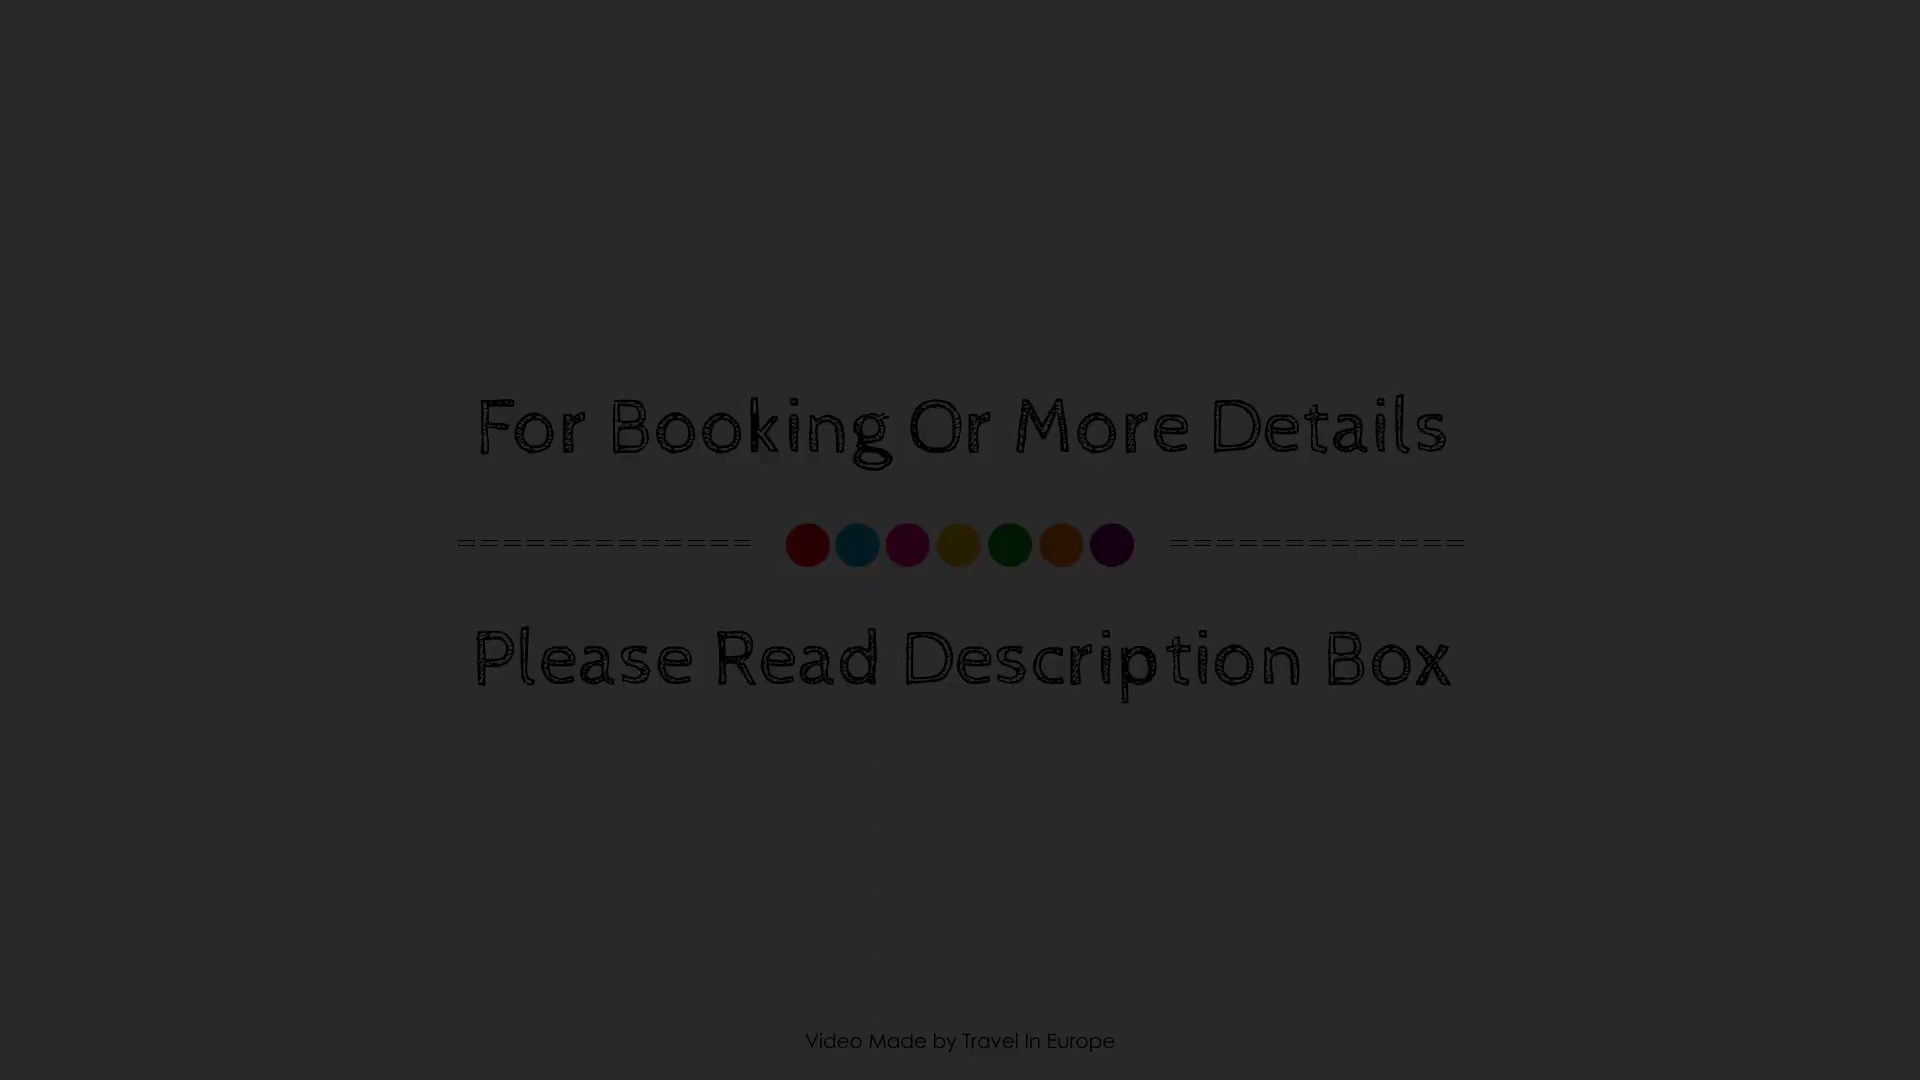 For Booking Or More Details
============= =============
Please Read Description Box
Video Made by Travel In Europe